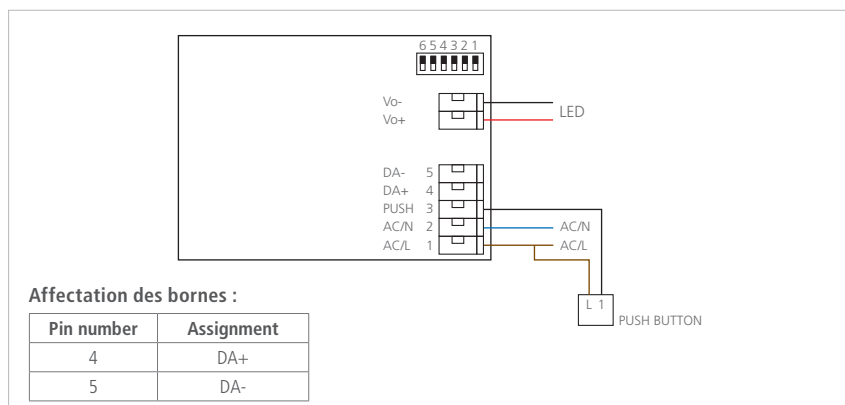 6 5 4 3 2 1
Vo-
Vo+
LED
DA- 5
DA+ 4
PUSH 3
AC/N 2 AC/N
AC/L 1 AC/L
L 1
PUSH BUTTON
Affectation des bornes :
Pin number Assignment
4 DA+
5 DA-